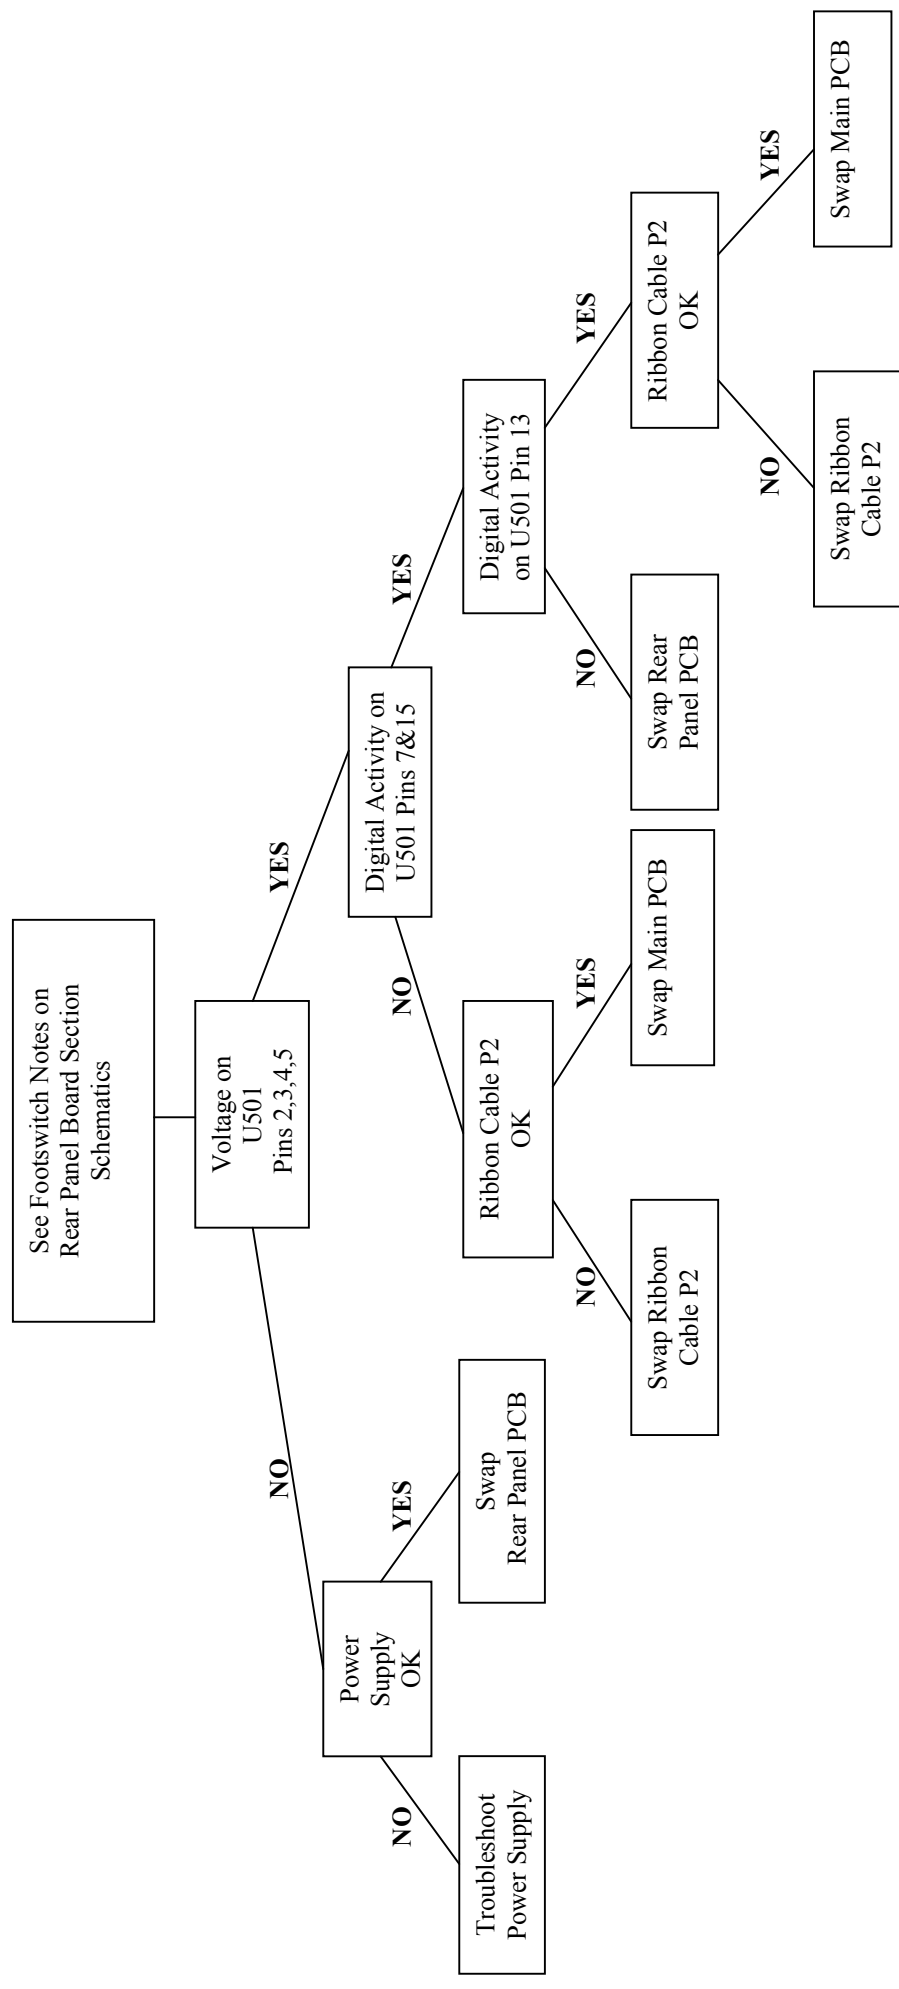 See Footswitch Notes on
Rear Panel Board Section
Schematics
Voltage on
U501
Pins 2,3,4,5
NO
YES
Power
Supply
OK
Digital Activity on
U501 Pins 7&15
NO
YES
NO
YES
Troubleshoot
Power Supply
Swap
Rear Panel PCB
Ribbon Cable P2
OK
Digital Activity
on U501 Pin 13
NO
YES
NO
YES
Swap Ribbon
Cable P2
Swap Main PCB
Swap Rear
Panel PCB
Ribbon Cable P2
OK
NO
YES
Swap Ribbon
Cable P2
Swap Main PCB